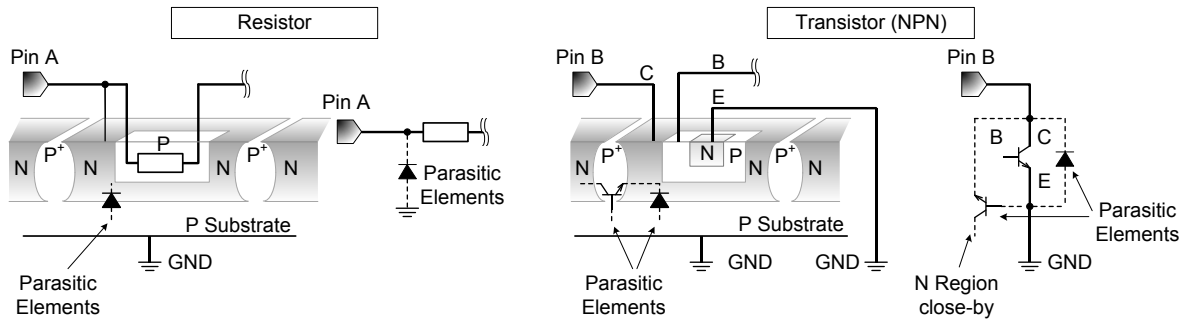 Resistor
Transistor (NPN)
Pin A
Pin A
N
P+
N
P
N
P+
N
Parasitic
Elements
P Substrate
GND
Parasitic
Elements
Pin B
C
B
E
N
P+
N
N
P
N
P+
N
P Substrate
GND
GND
Parasitic
Elements
Pin B
B
C
E
Parasitic
Elements
GND
N Region
close-by